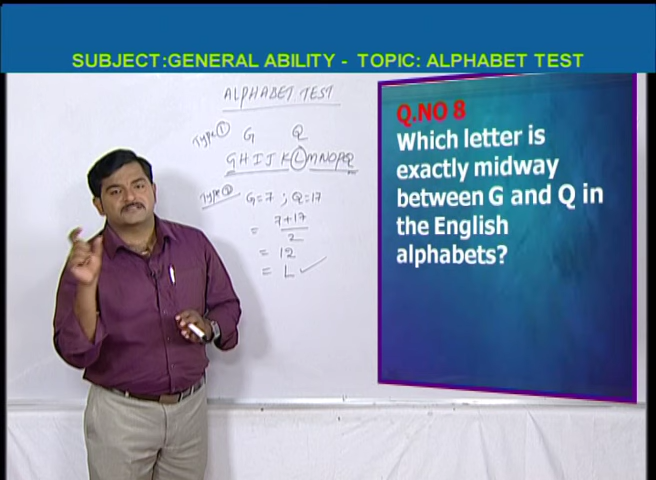 SUBJECT:GENERAL ABILITY - TOPIC: ALPHABET TEST
ALPHABET TEST
Type ① G Q
GHIJKLMNOPQ
Type ② G=7 ; Q=17
= 7+17
2
= 12
= L ✓
Q.NO 8
Which letter is
exactly midway
between G and Q in
the English
alphabets?